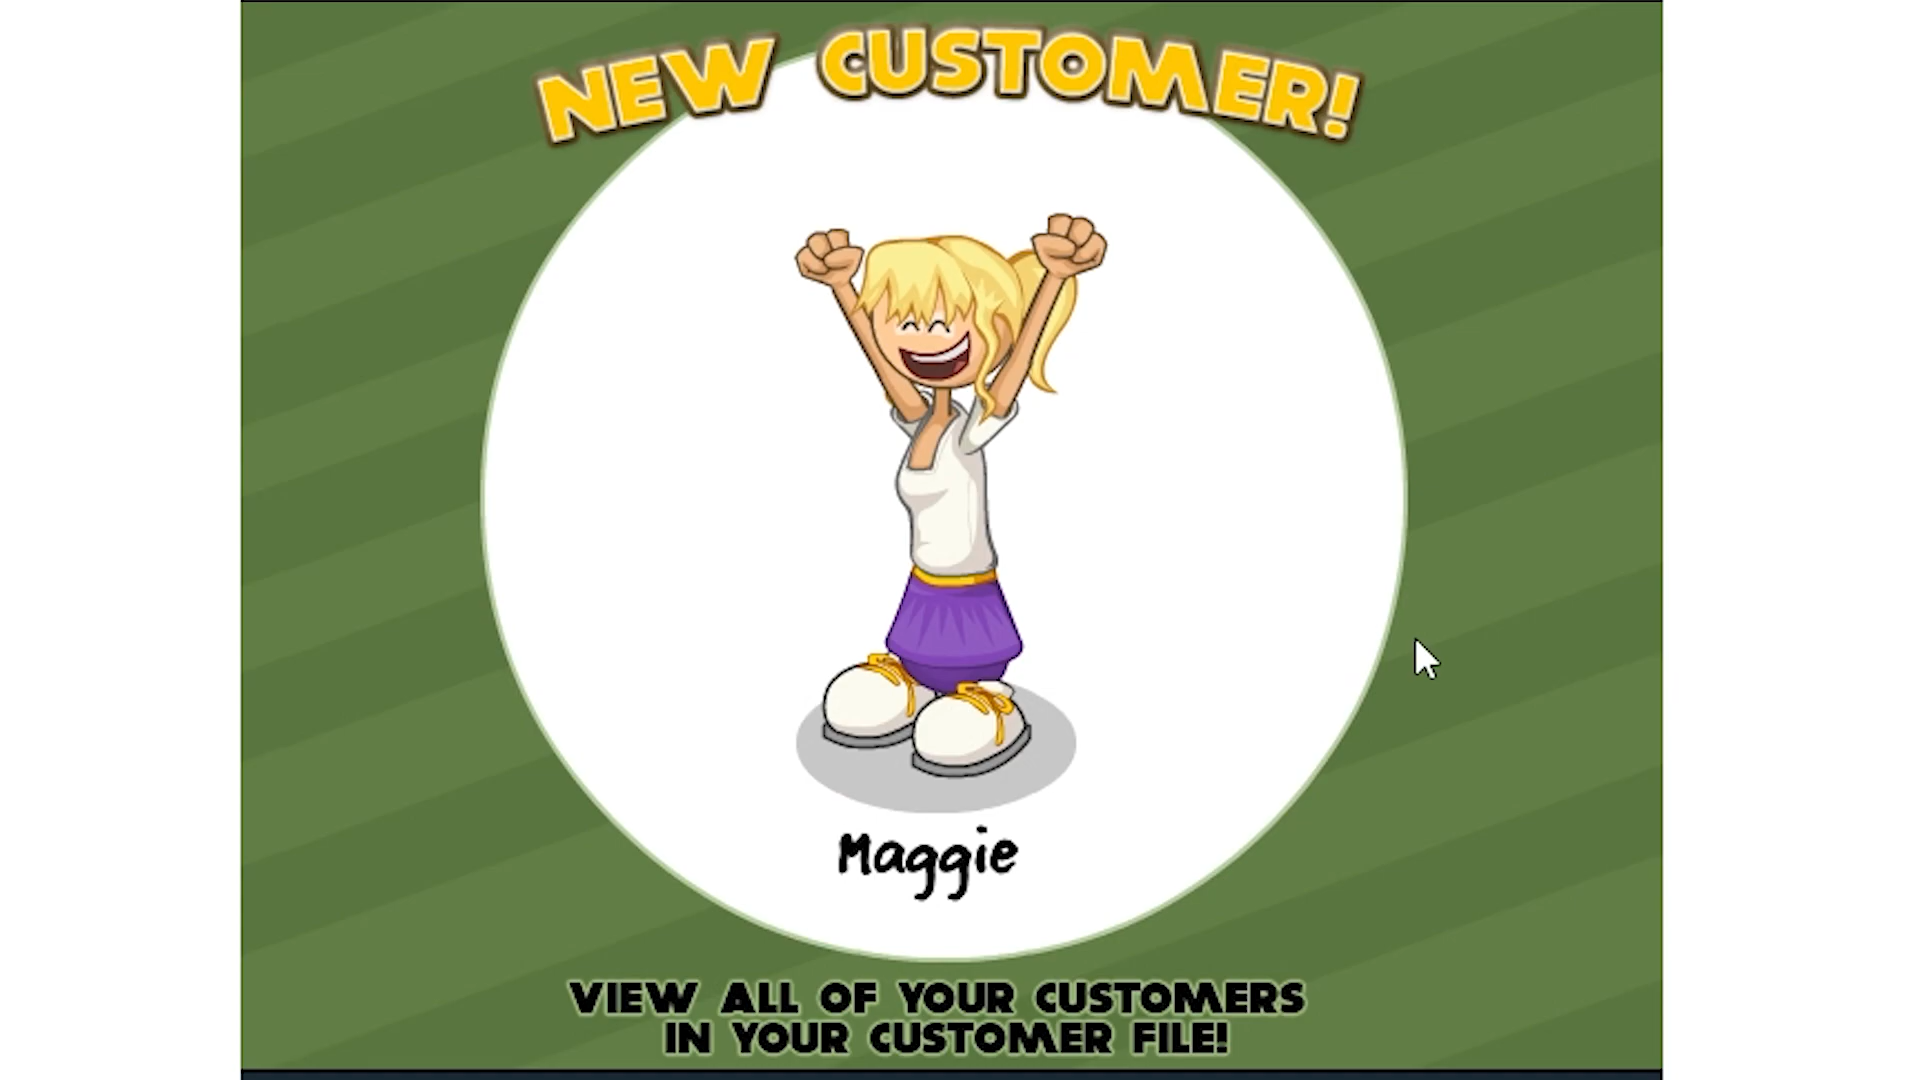 NEW CUSTOMER!
Maggie
VIEW ALL OF YOUR CUSTOMERS
IN YOUR CUSTOMER FILE!